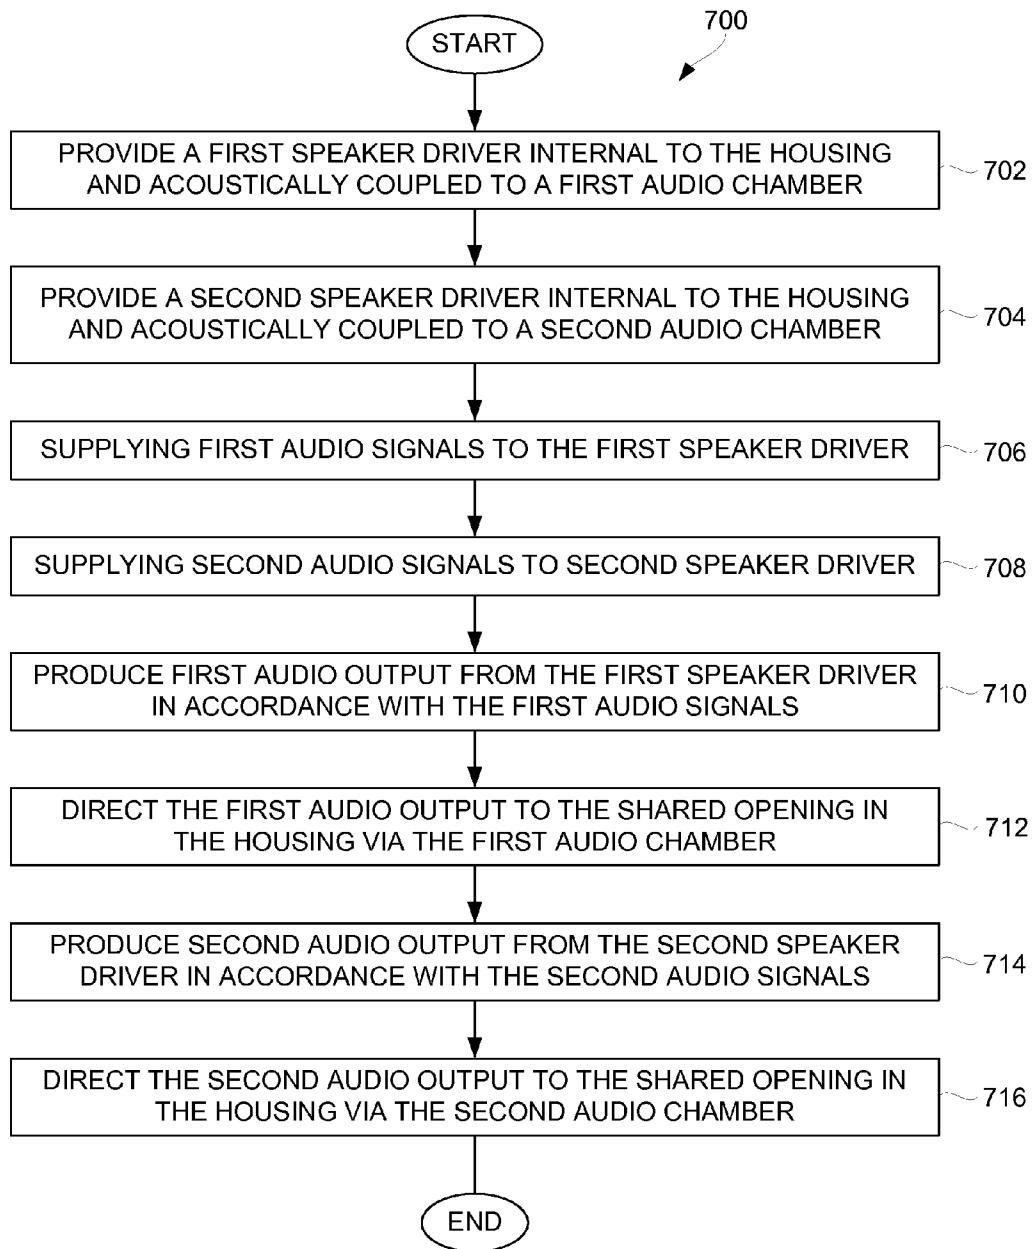 START
700
PROVIDE A FIRST SPEAKER DRIVER INTERNAL TO THE HOUSING
AND ACOUSTICALLY COUPLED TO A FIRST AUDIO CHAMBER
702
PROVIDE A SECOND SPEAKER DRIVER INTERNAL TO THE HOUSING
AND ACOUSTICALLY COUPLED TO A SECOND AUDIO CHAMBER
704
SUPPLYING FIRST AUDIO SIGNALS TO THE FIRST SPEAKER DRIVER
706
SUPPLYING SECOND AUDIO SIGNALS TO SECOND SPEAKER DRIVER
708
PRODUCE FIRST AUDIO OUTPUT FROM THE FIRST SPEAKER DRIVER
IN ACCORDANCE WITH THE FIRST AUDIO SIGNALS
710
DIRECT THE FIRST AUDIO OUTPUT TO THE SHARED OPENING IN
THE HOUSING VIA THE FIRST AUDIO CHAMBER
712
PRODUCE SECOND AUDIO OUTPUT FROM THE SECOND SPEAKER
DRIVER IN ACCORDANCE WITH THE SECOND AUDIO SIGNALS
714
DIRECT THE SECOND AUDIO OUTPUT TO THE SHARED OPENING IN
THE HOUSING VIA THE SECOND AUDIO CHAMBER
716
END